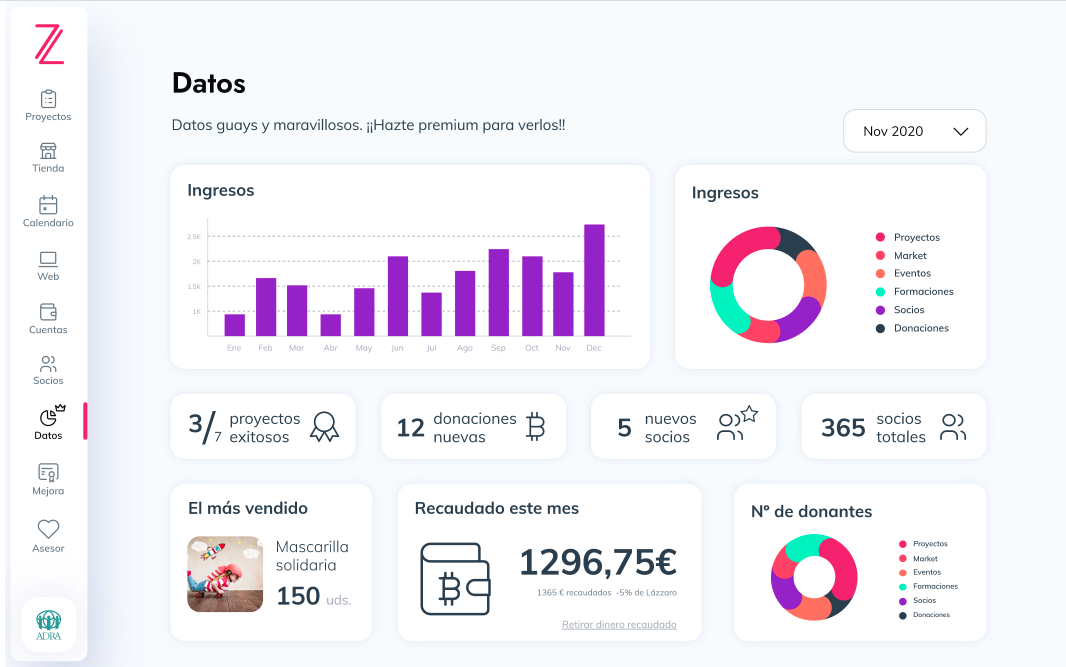 Proyectos
Tienda
Calendario
Web
Cuentas
Socios
Datos
Mejora
Asesor
ADRA
Datos
Datos guays y maravillosos. ¡¡Hazte premium para verlos!!
Nov 2020
Ingresos
2.5K
2K
1.5K
1K
Ene Feb Mar Abr May Jun Jul Ago Sep Oct Nov Dec
Ingresos
Proyectos
Market
Eventos
Formaciones
Socios
Donaciones
3/7 proyectos
exitosos
12 donaciones
nuevas
5 nuevos
socios
365 socios
totales
El más vendido
Mascarilla
solidaria
150 uds.
Recaudado este mes
1296,75€
1365 € recaudados -5% de Lázzaro
Retirar dinero recaudado
Nº de donantes
Proyectos
Market
Eventos
Formaciones
Socios
Donaciones